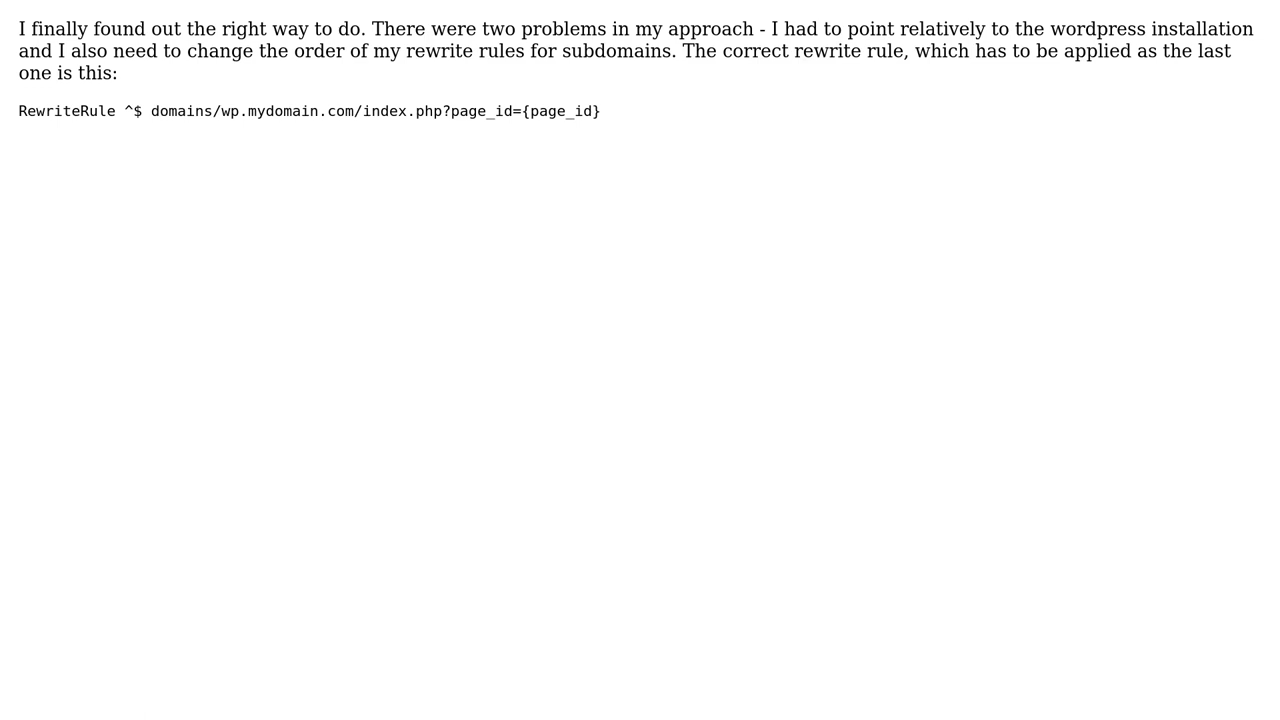 I finally found out the right way to do. There were two problems in my approach - I had to point relatively to the wordpress installation
and I also need to change the order of my rewrite rules for subdomains. The correct rewrite rule, which has to be applied as the last
one is this:
RewriteRule ^$ domains/wp.mydomain.com/index.php?page_id={page_id}